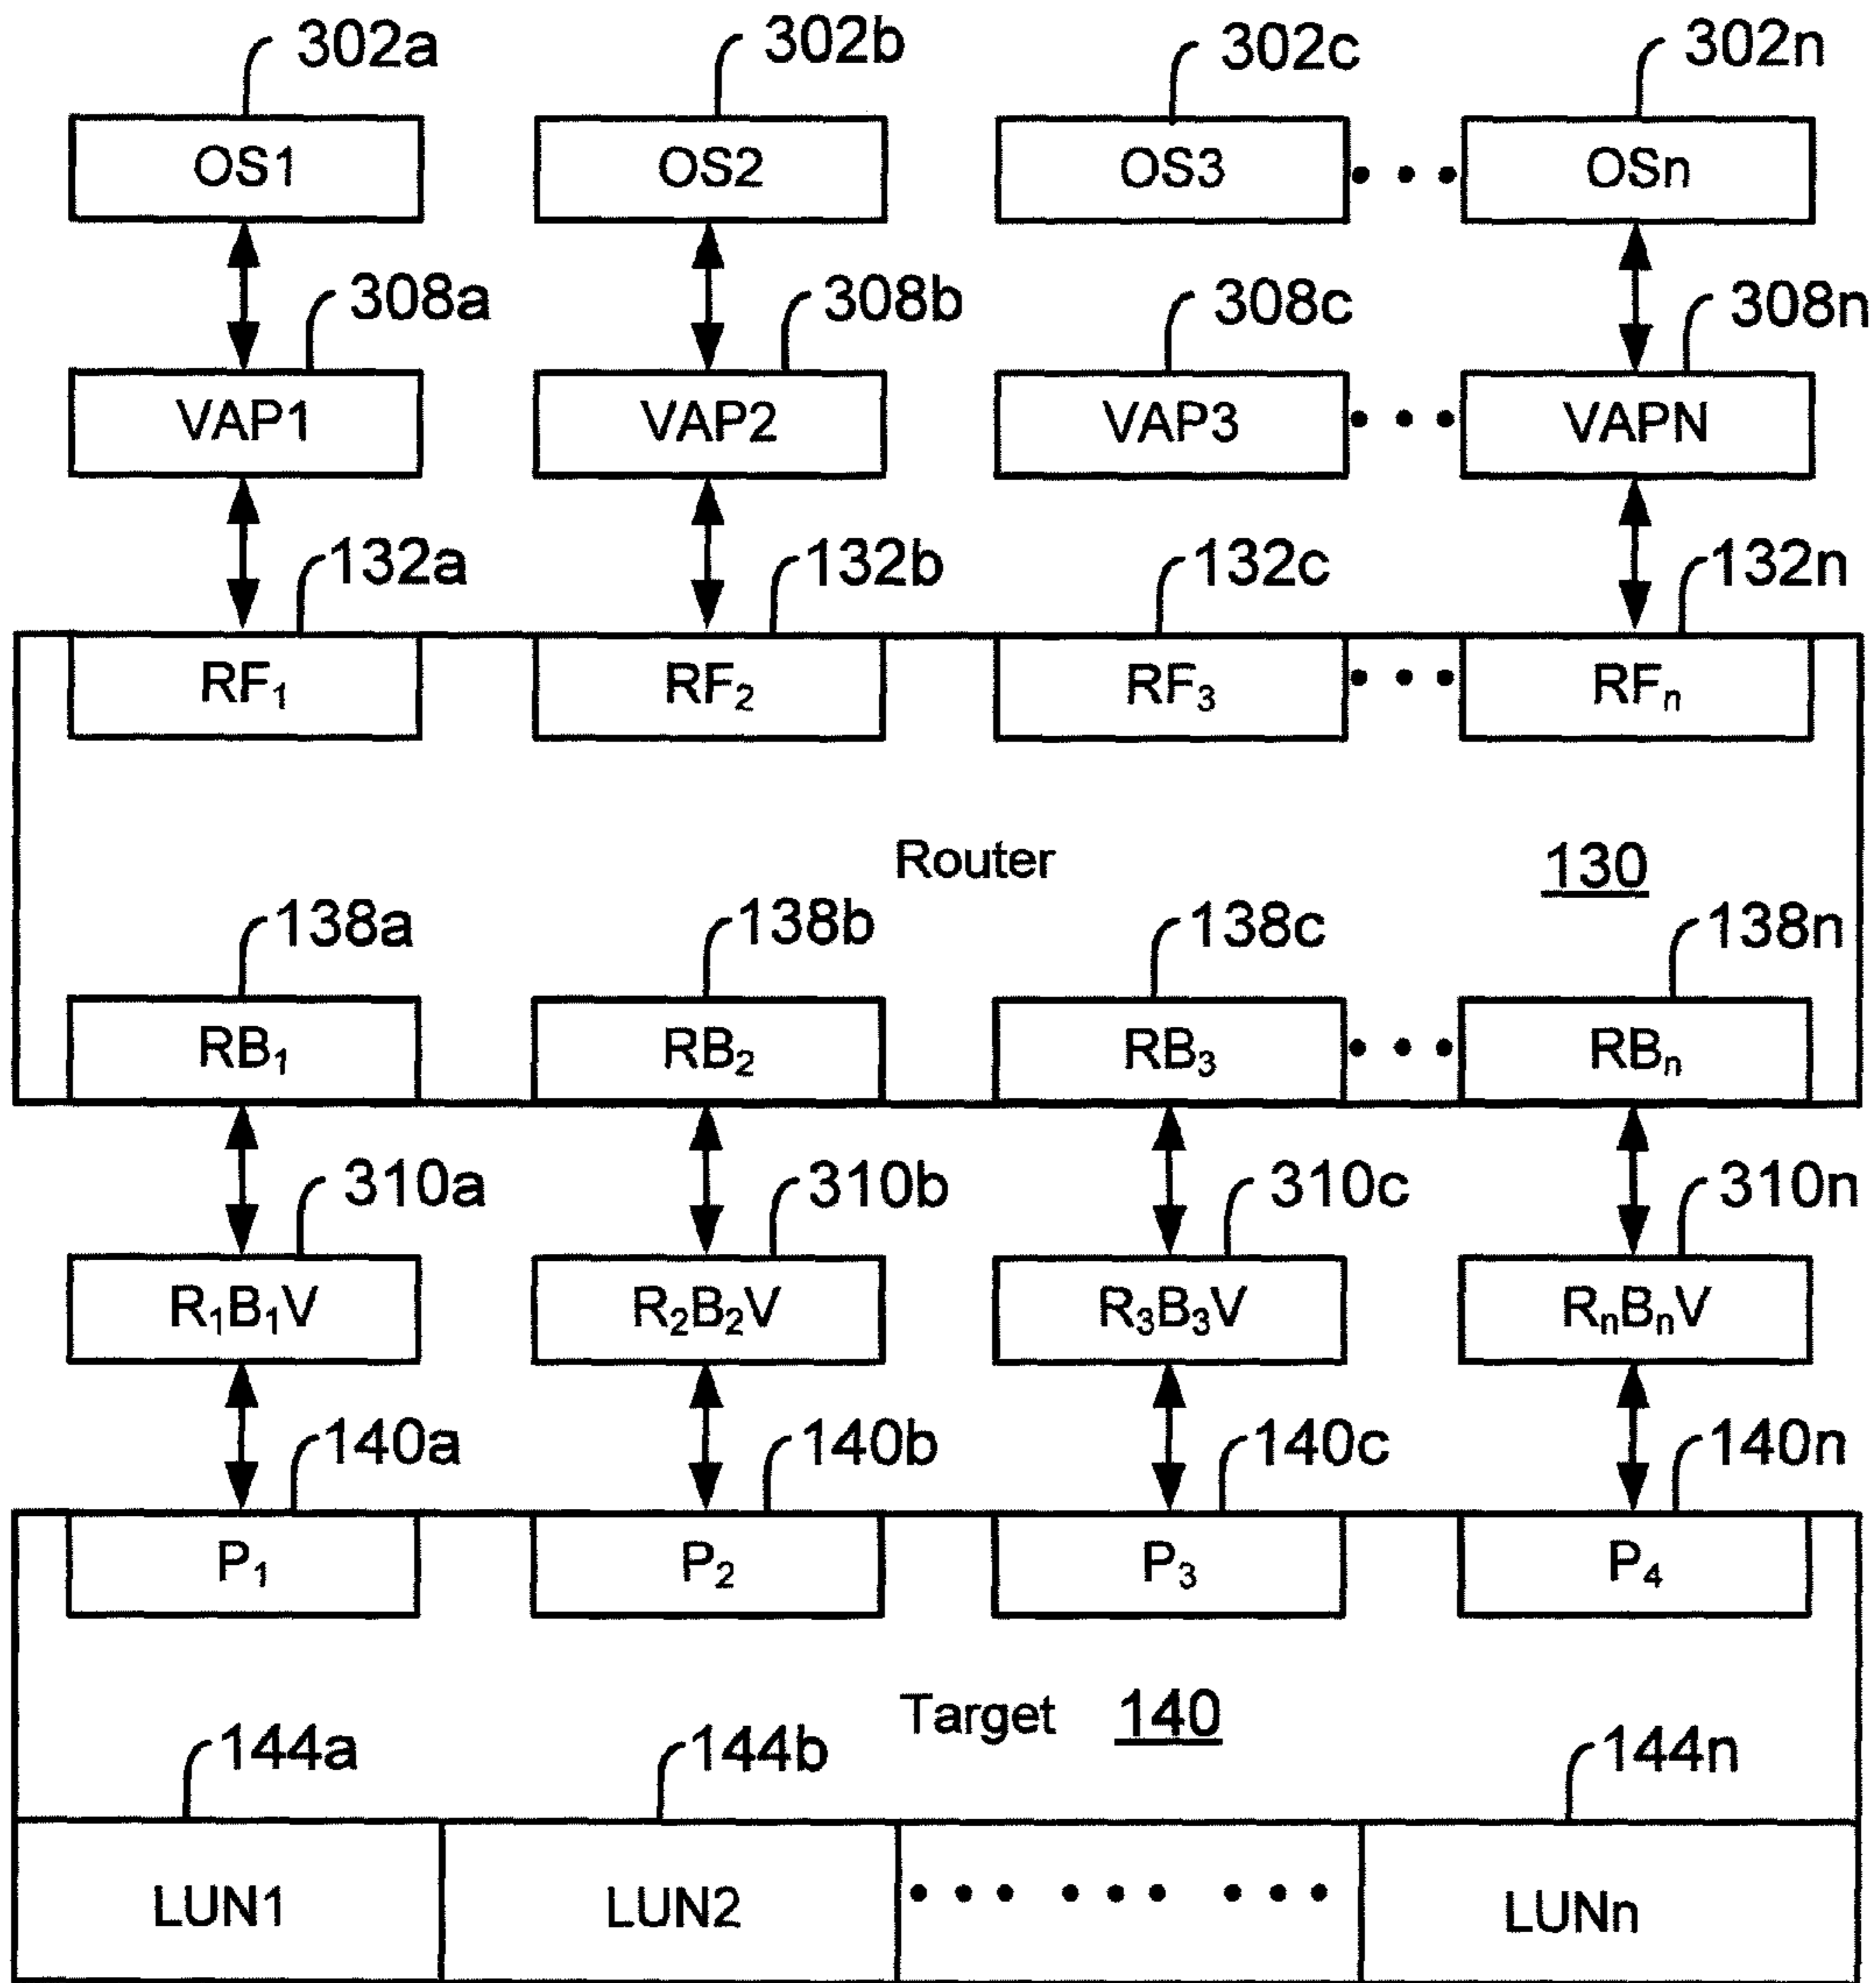 302a 302b 302c 302n
OS1 OS2 OS3 • • • OSn
308a 308b 308c 308n
VAP1 VAP2 VAP3 • • • VAPN
132a 132b 132c 132n
RF₁ RF₂ RF₃ • • • RFₙ
Router 130
138a 138b 138c 138n
RB₁ RB₂ RB₃ • • • RBₙ
310a 310b 310c 310n
R₁B₁V R₂B₂V R₃B₃V RₙBₙV
140a 140b 140c 140n
P₁ P₂ P₃ P₄
Target 140
144a 144b 144n
LUN1 LUN2 • • • • • • • • • LUNn